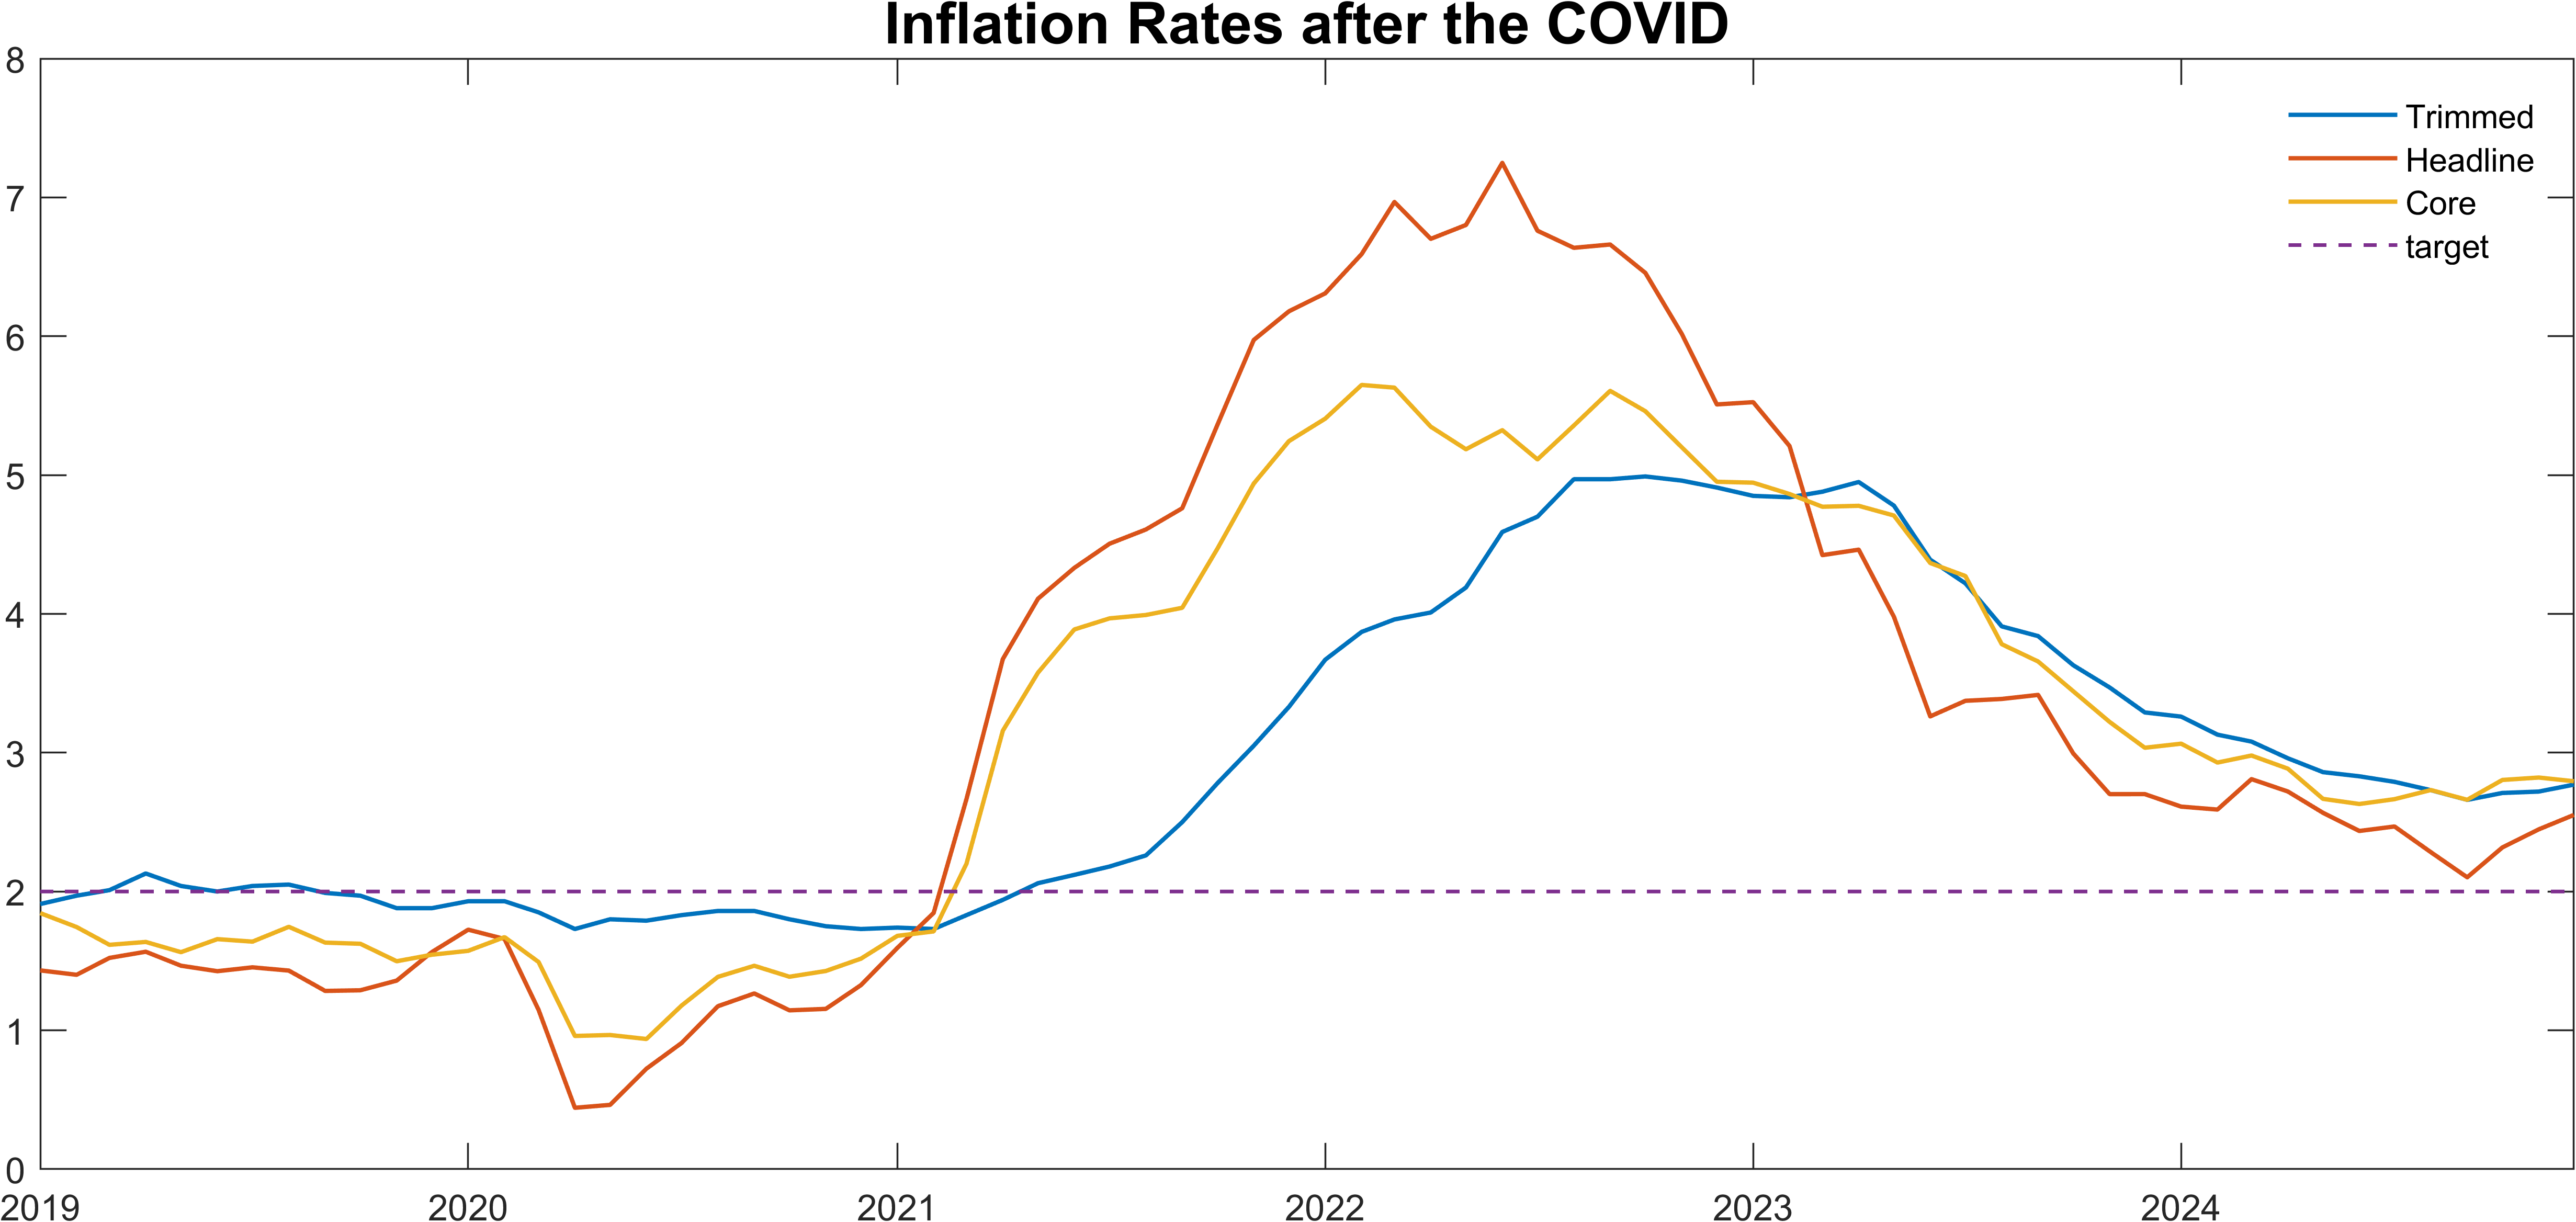 Inflation Rates after the COVID
8
7
6
5
4
3
2
1
0
Trimmed
Headline
Core
target
2019 2020 2021 2022 2023 2024